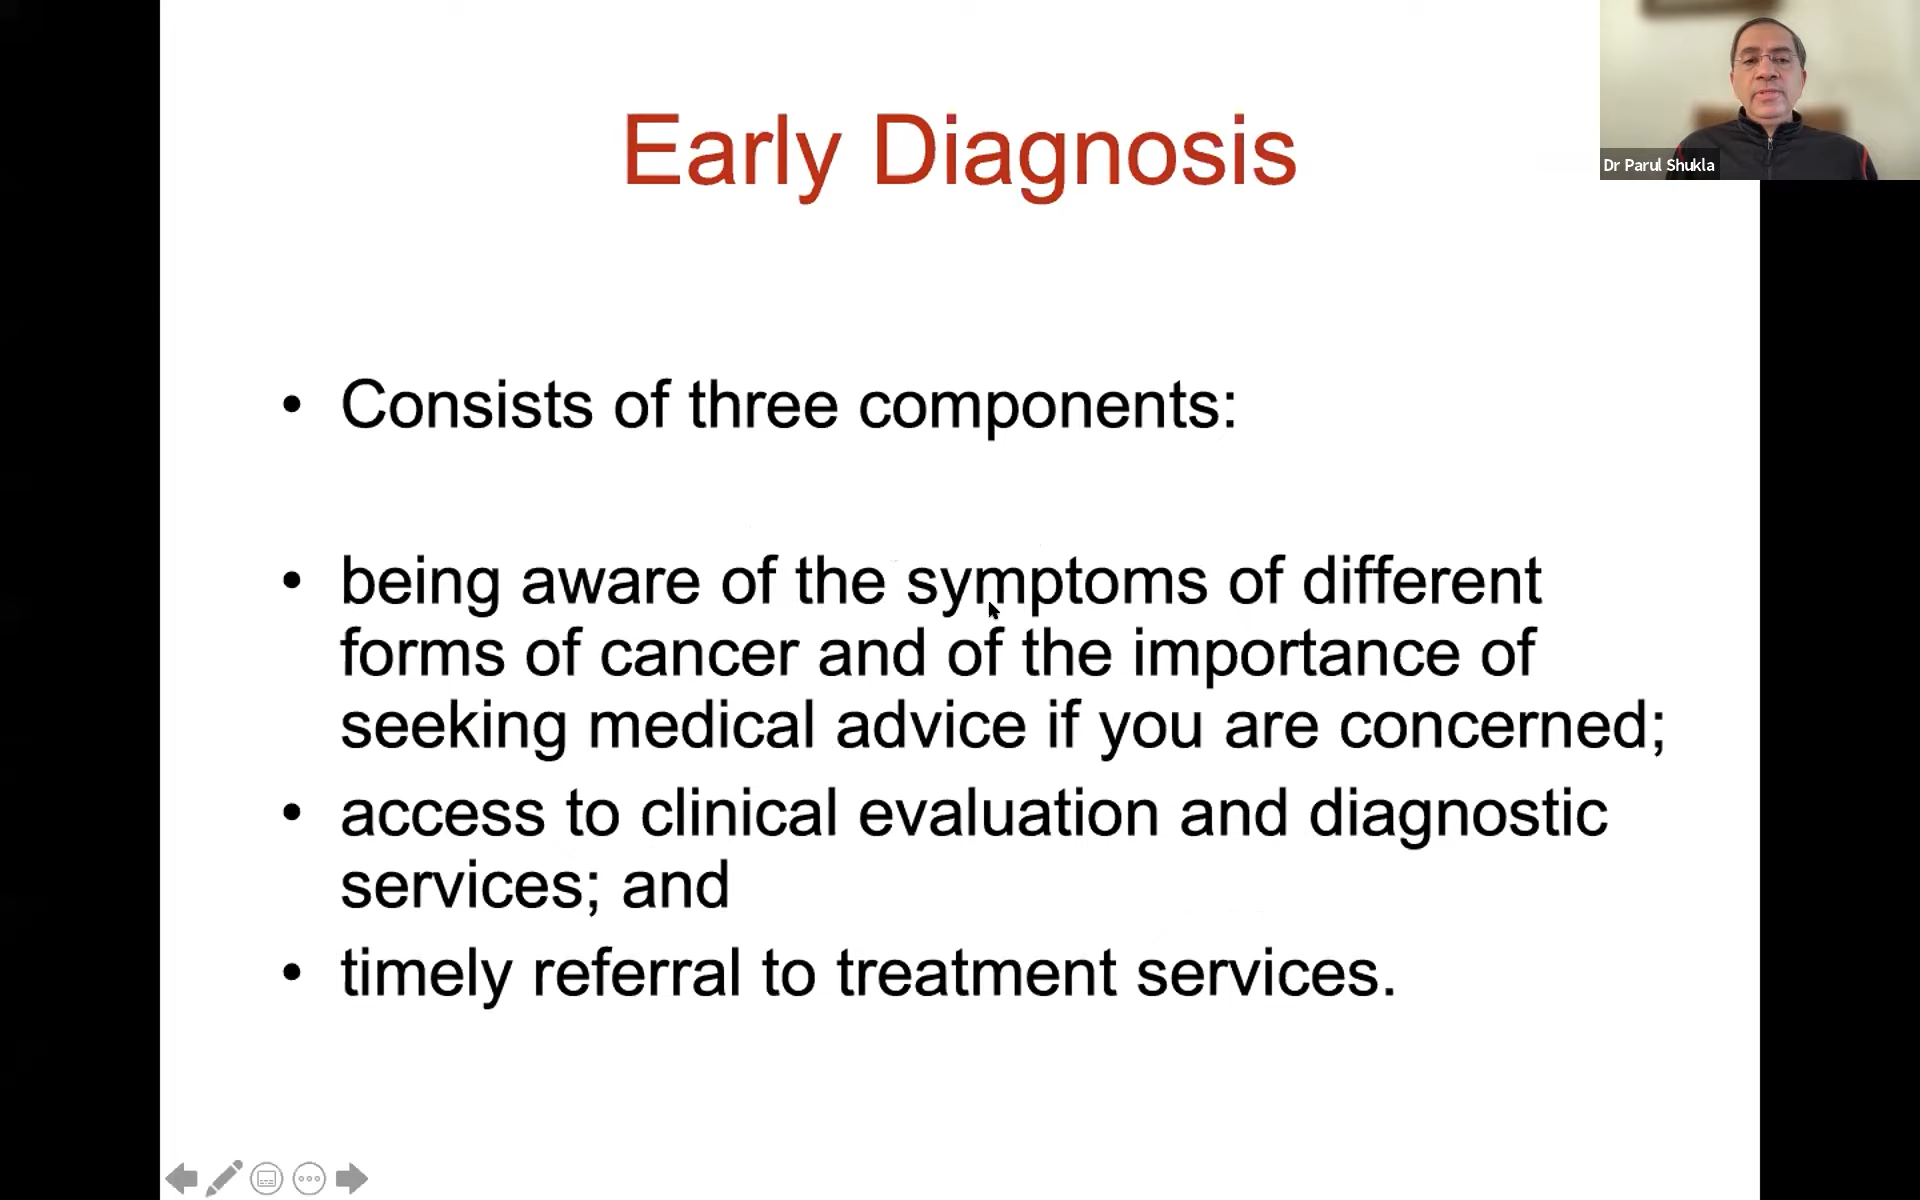 Early Diagnosis
Dr Parul Shukla
• Consists of three components:
• being aware of the symptoms of different
forms of cancer and of the importance of
seeking medical advice if you are concerned;
• access to clinical evaluation and diagnostic
services; and
• timely referral to treatment services.